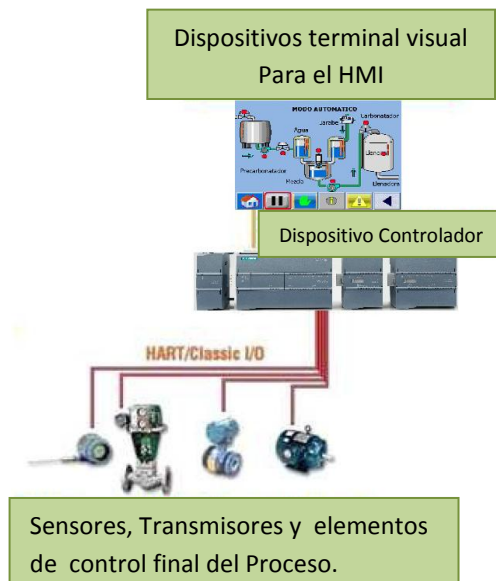 Dispositivos terminal visual
Para el HMI
MODO AUTOMATICO
Jarabe
Carbonatador
Agua
Llenado
Precarbonatador
Mezcla
Llenadora
Dispositivo Controlador
HART/Classic I/O
Sensores, Transmisores y elementos
de control final del Proceso.